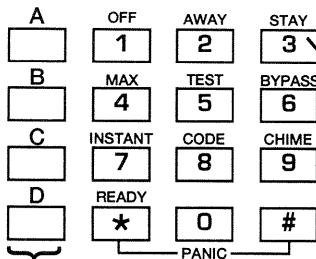 A OFF AWAY STAY
1 2 3
B MAX TEST BYPASS
4 5 6
C INSTANT CODE CHIME
7 8 9
D READY
* 0 #
PANIC